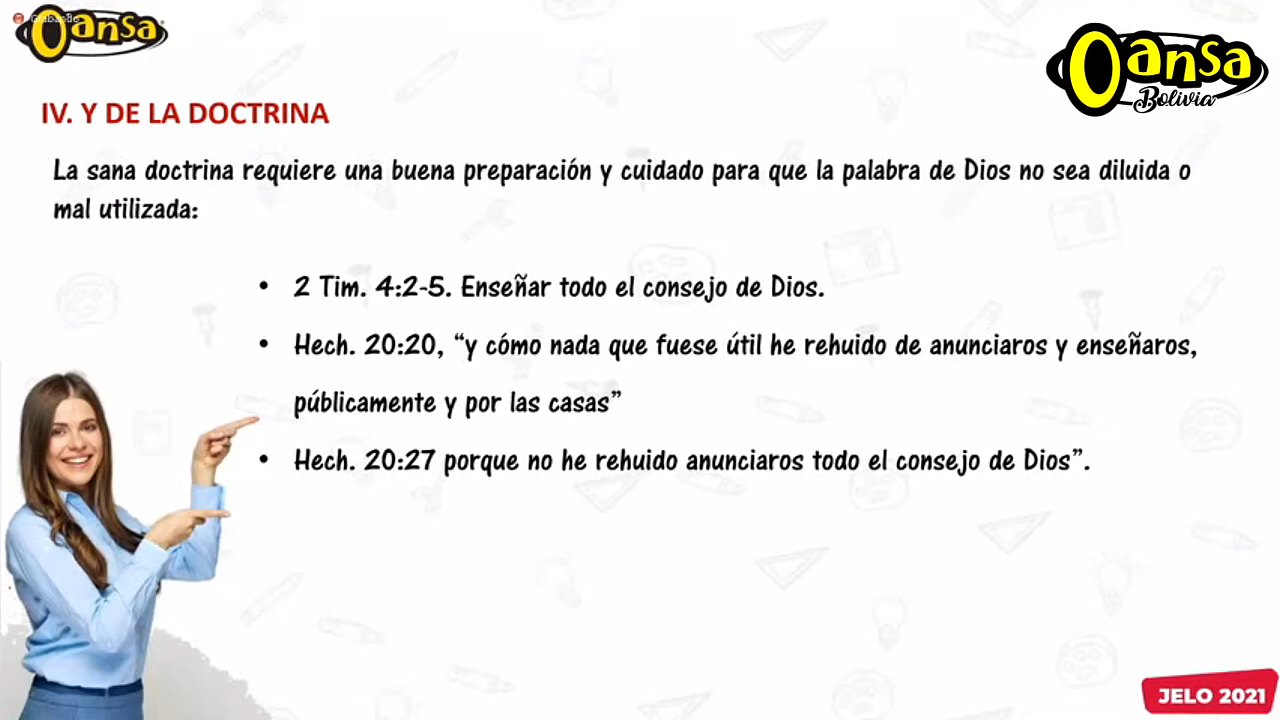 Oansa
Oansa
Bolivia
IV. Y DE LA DOCTRINA
La sana doctrina requiere una buena preparación y cuidado para que la palabra de Dios no sea diluida o
mal utilizada:
• 2 Tim. 4:2-5. Enseñar todo el consejo de Dios.
• Hech. 20:20, “y cómo nada que fuese útil he rehuido de anunciaros y enseñaros,
públicamente y por las casas”
• Hech. 20:27 porque no he rehuido anunciaros todo el consejo de Dios”.
JELO 2021